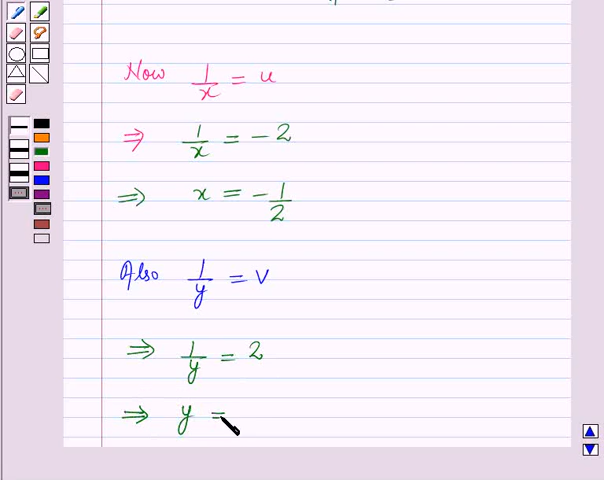 Now 1/x = u
⇒ 1/x = -2
⇒ x = -1/2
Also 1/y = v
⇒ 1/y = 2
⇒ y =